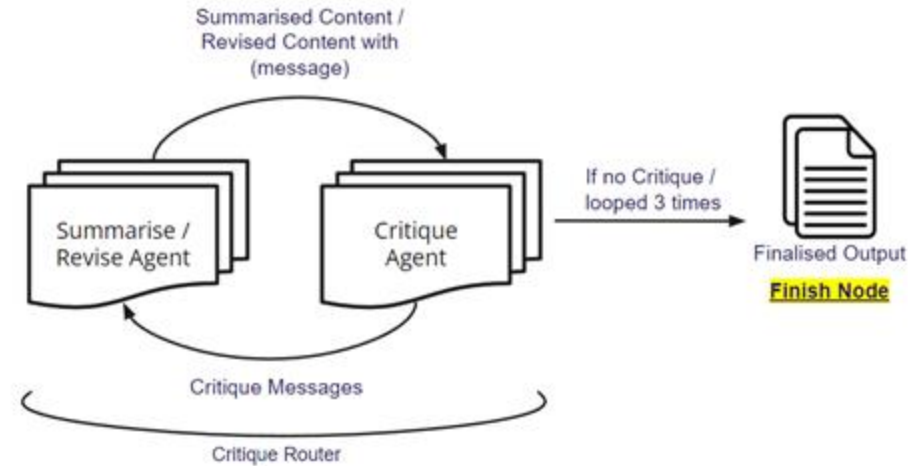 Summarised Content /
Revised Content with
(message)
Summarise /
Revise Agent
Critique
Agent
If no Critique /
looped 3 times
Finalised Output
Finish Node
Critique Messages
Critique Router